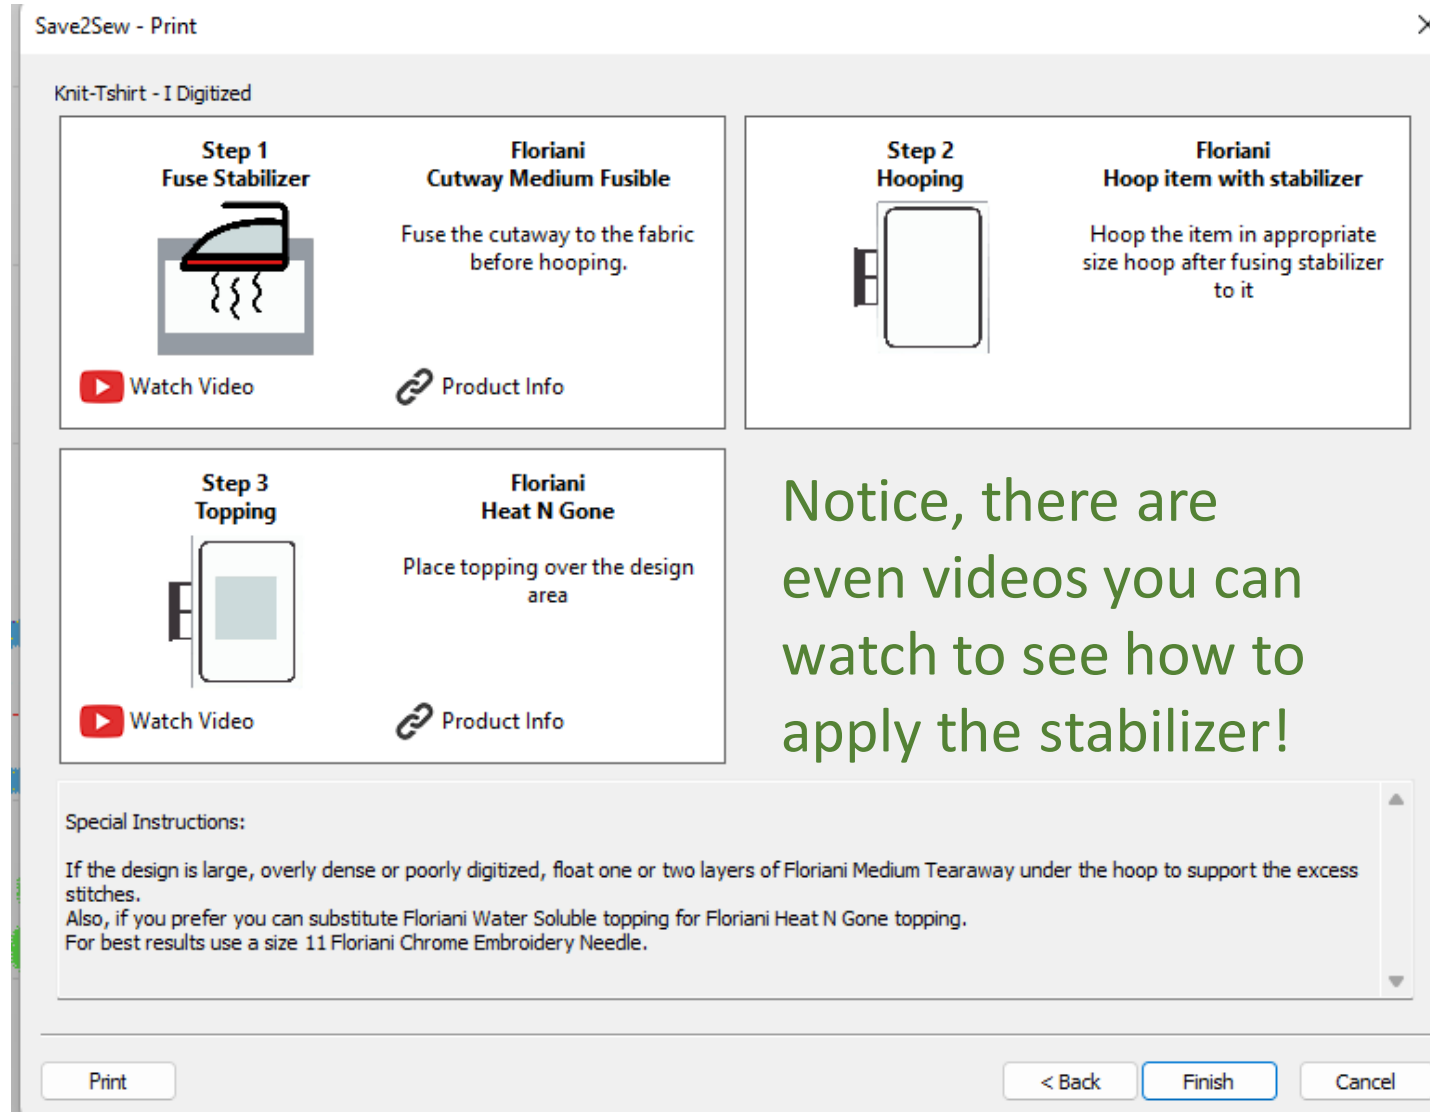 Save2Sew - Print
Knit-Tshirt - I Digitized
Step 1
Fuse Stabilizer
Floriani
Cutway Medium Fusible
Fuse the cutaway to the fabric
before hooping.
Watch Video
Product Info
Step 2
Hooping
Floriani
Hoop item with stabilizer
Hoop the item in appropriate
size hoop after fusing stabilizer
to it
Step 3
Topping
Floriani
Heat N Gone
Place topping over the design
area
Watch Video
Product Info
Notice, there are
even videos you can
watch to see how to
apply the stabilizer!
Special Instructions:
If the design is large, overly dense or poorly digitized, float one or two layers of Floriani Medium Tearaway under the hoop to support the excess
stitches.
Also, if you prefer you can substitute Floriani Water Soluble topping for Floriani Heat N Gone topping.
For best results use a size 11 Floriani Chrome Embroidery Needle.
Print
< Back
Finish
Cancel